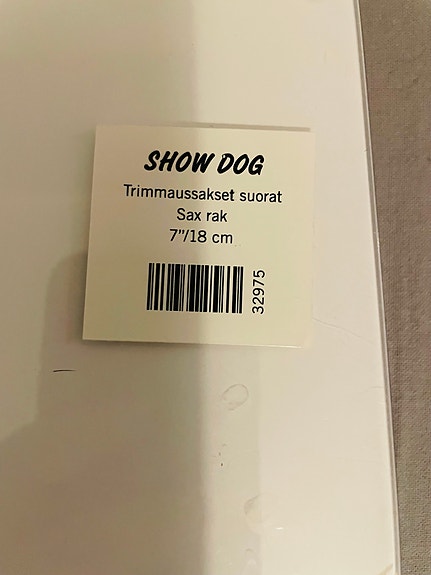 SHOW DOG
Trimmaussakset suorat
Sax rak
7"/18 cm
32975